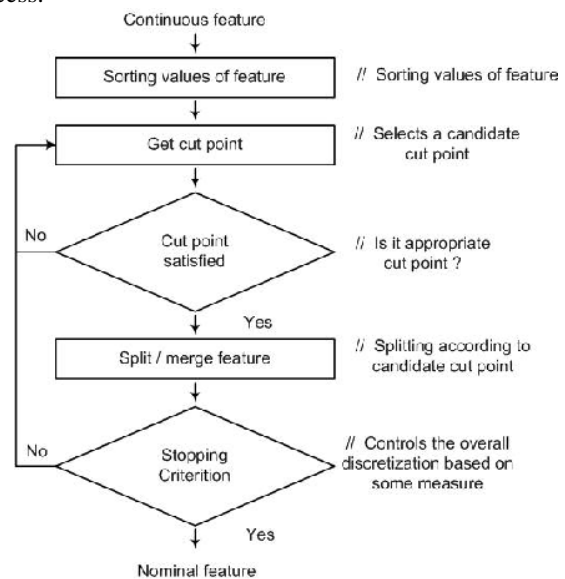 Continuous feature
Sorting values of feature
// Sorting values of feature
Get cut point
// Selects a candidate
cut point
No
Cut point
satisfied
// Is it appropriate
cut point ?
Yes
Split / merge feature
// Splitting according to
candidate cut point
No
Stopping
Criterition
// Controls the overall
discretization based on
some measure
Yes
Nominal feature